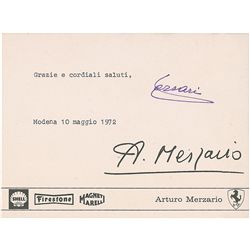 Grazie e cordiali saluti,
Ferrari
Modena 10 maggio 1972
A. Merzario
SHELL Firestone MAGNETI MARELLI Arturo Merzario